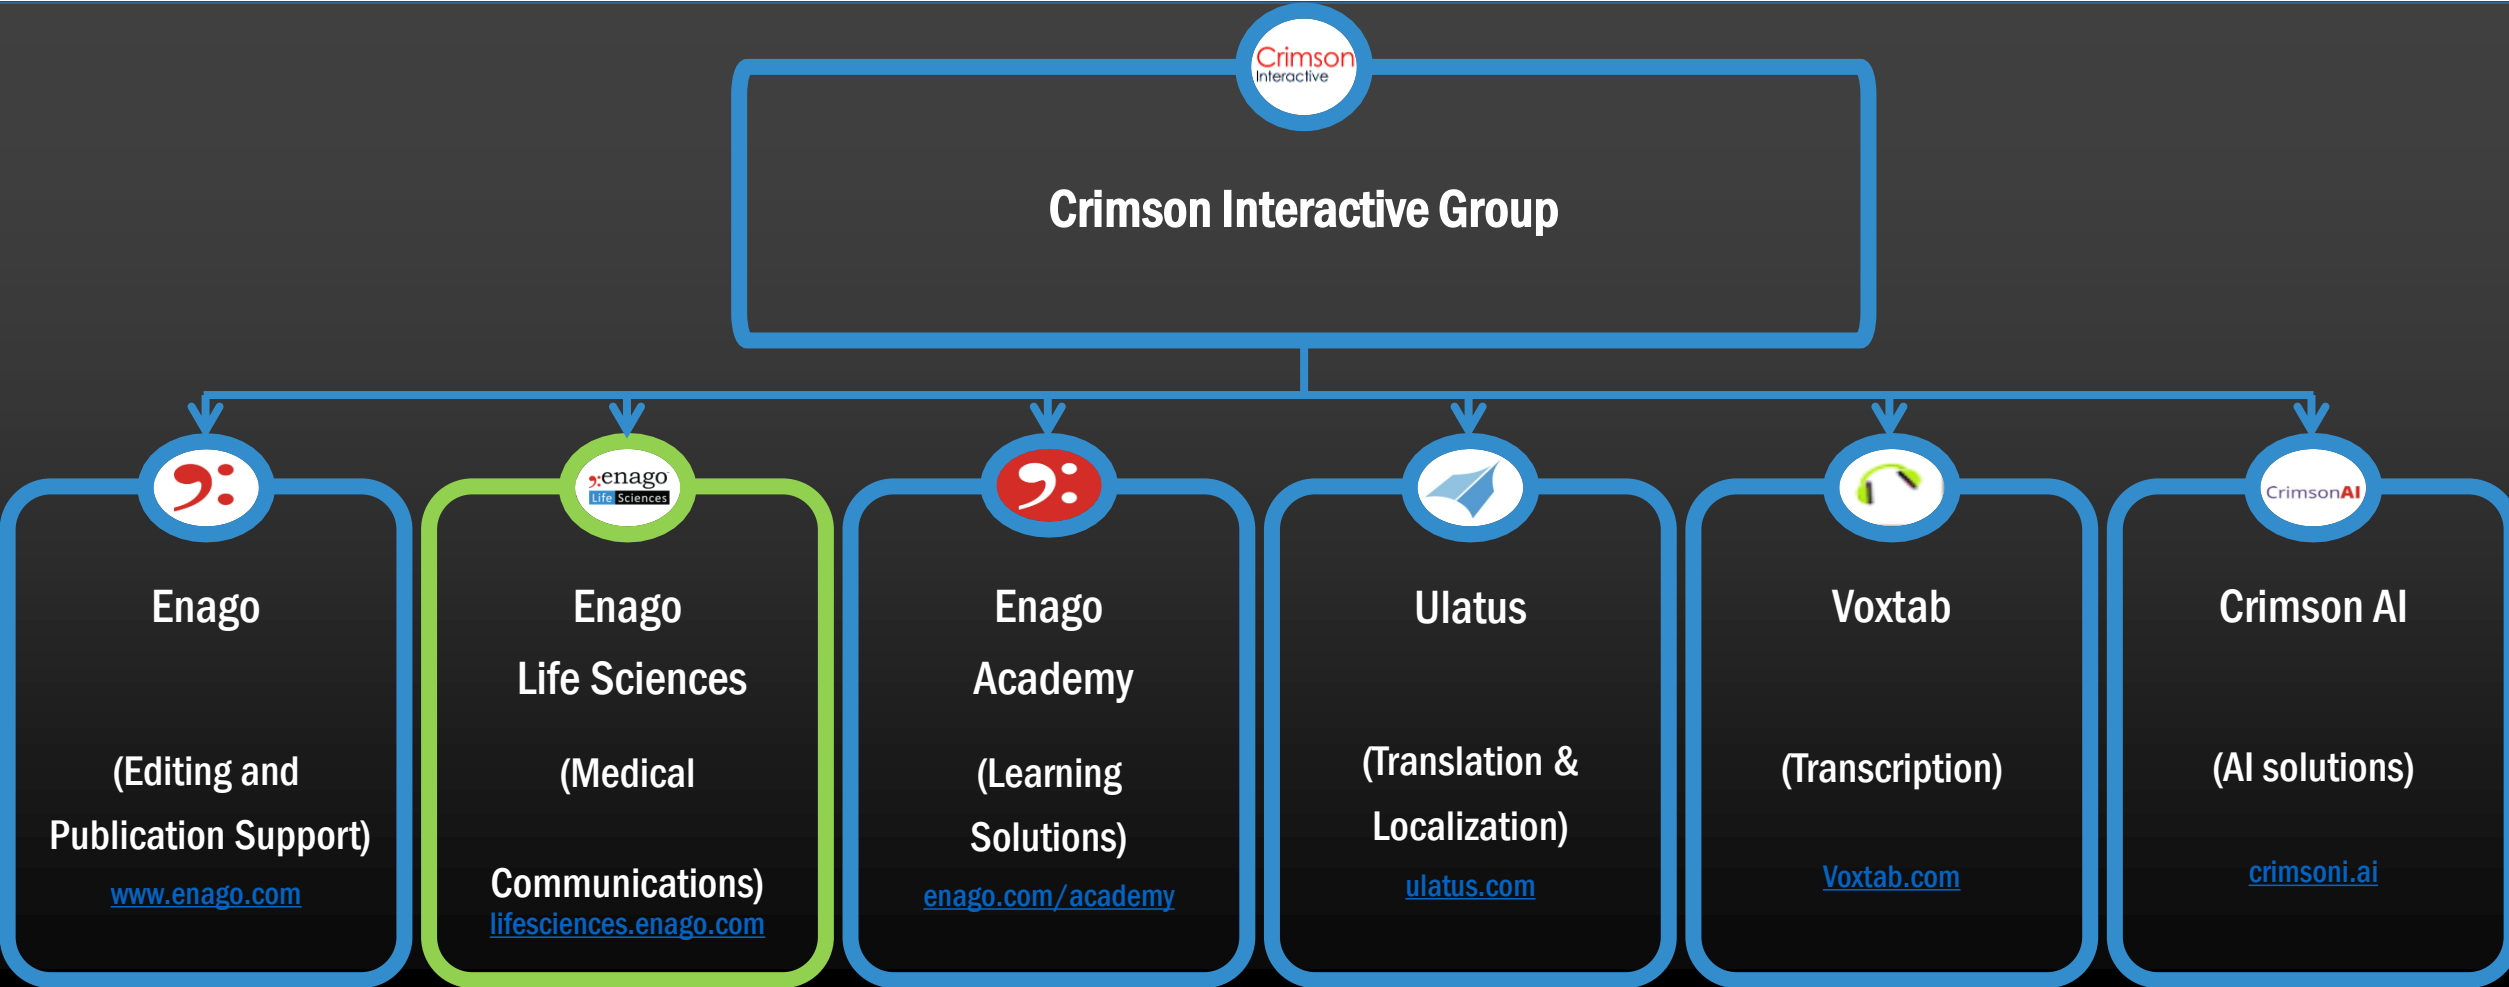 Crimson
Interactive
Crimson Interactive Group
enago
Life Sciences
CrimsonAI
Enago
(Editing and
Publication Support)
www.enago.com
Enago
Life Sciences
(Medical
Communications)
lifesciences.enago.com
Enago
Academy
(Learning
Solutions)
enago.com/academy
Ulatus
(Translation &
Localization)
ulatus.com
Voxtab
(Transcription)
Voxtab.com
Crimson AI
(AI solutions)
crimsoni.ai